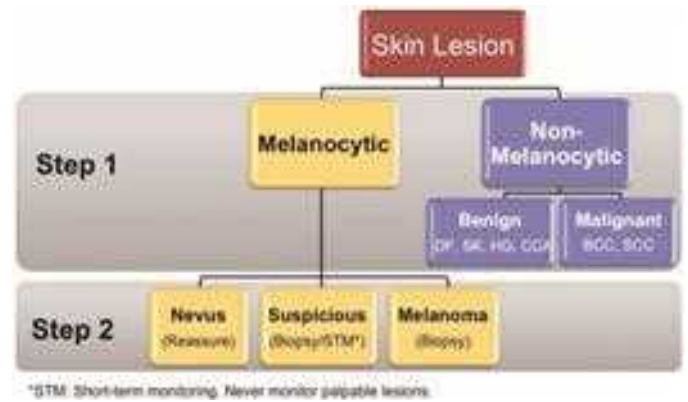 Skin Lesion
Step 1
Melanocytic
Non-
Melanocytic
Benign
DF, SK, HG, CCA
Malignant
BCC, SCC
Step 2
Nevus
(Reassure)
Suspicious
(Biopsy/STM*)
Melanoma
(Biopsy)
*STM: Short-term monitoring. Never monitor palpable lesions.